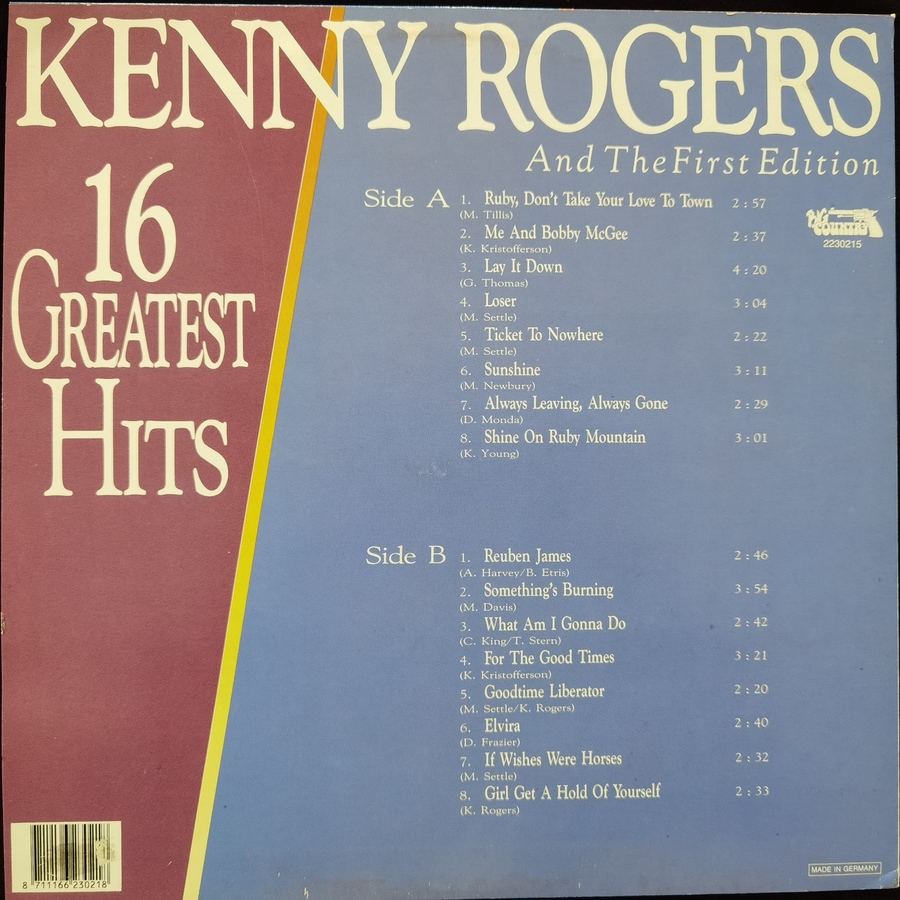 KENNY ROGERS
And The First Edition
16
GREATEST
HITS
Side A
1. Ruby, Don't Take Your Love To Town 2:57
(M. Tillis)
2. Me And Bobby McGee 2:37
(K. Kristofferson)
3. Lay It Down 4:20
(G. Thomas)
4. Loser 3:04
(M. Settle)
5. Ticket To Nowhere 2:22
(M. Settle)
6. Sunshine 3:11
(M. Newbury)
7. Always Leaving, Always Gone 2:29
(D. Monda)
8. Shine On Ruby Mountain 3:01
(K. Young)
BIG COUNTRY
2230215
Side B
1. Reuben James 2:46
(A. Harvey/B. Etris)
2. Something's Burning 3:54
(M. Davis)
3. What Am I Gonna Do 2:42
(C. King/T. Stern)
4. For The Good Times 3:21
(K. Kristofferson)
5. Goodtime Liberator 2:20
(M. Settle/K. Rogers)
6. Elvira 2:40
(D. Frazier)
7. If Wishes Were Horses 2:32
(M. Settle)
8. Girl Get A Hold Of Yourself 2:33
(K. Rogers)
8 711166 230218
MADE IN GERMANY